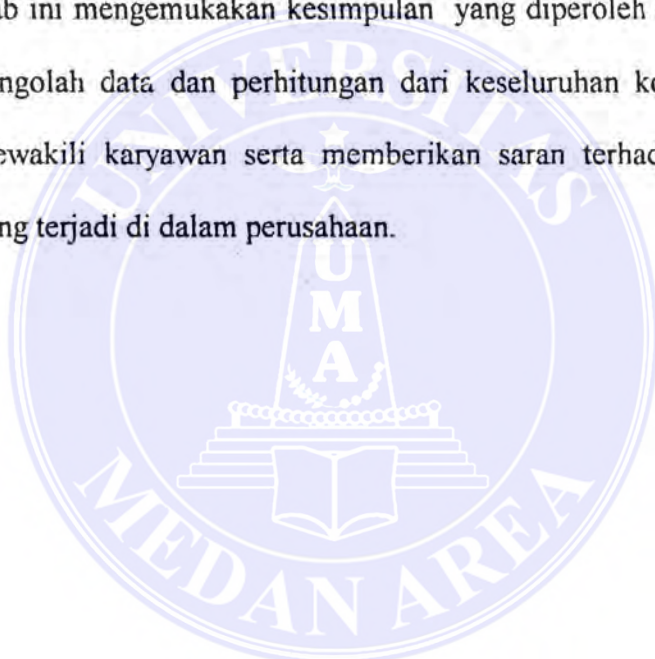 ab ini mengemukakan kesimpulan yang diperoleh
ngolah data dan perhitungan dari keseluruhan ke
ewakili karyawan serta memberikan saran terhad
ng terjadi di dalam perusahaan.
UNIVERSITAS
U
M
A
MEDAN AREA